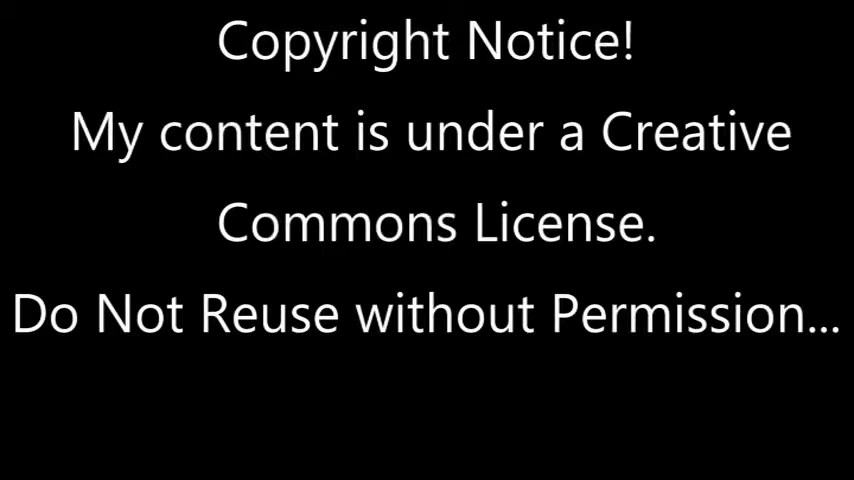 Copyright Notice!
My content is under a Creative
Commons License.
Do Not Reuse without Permission...